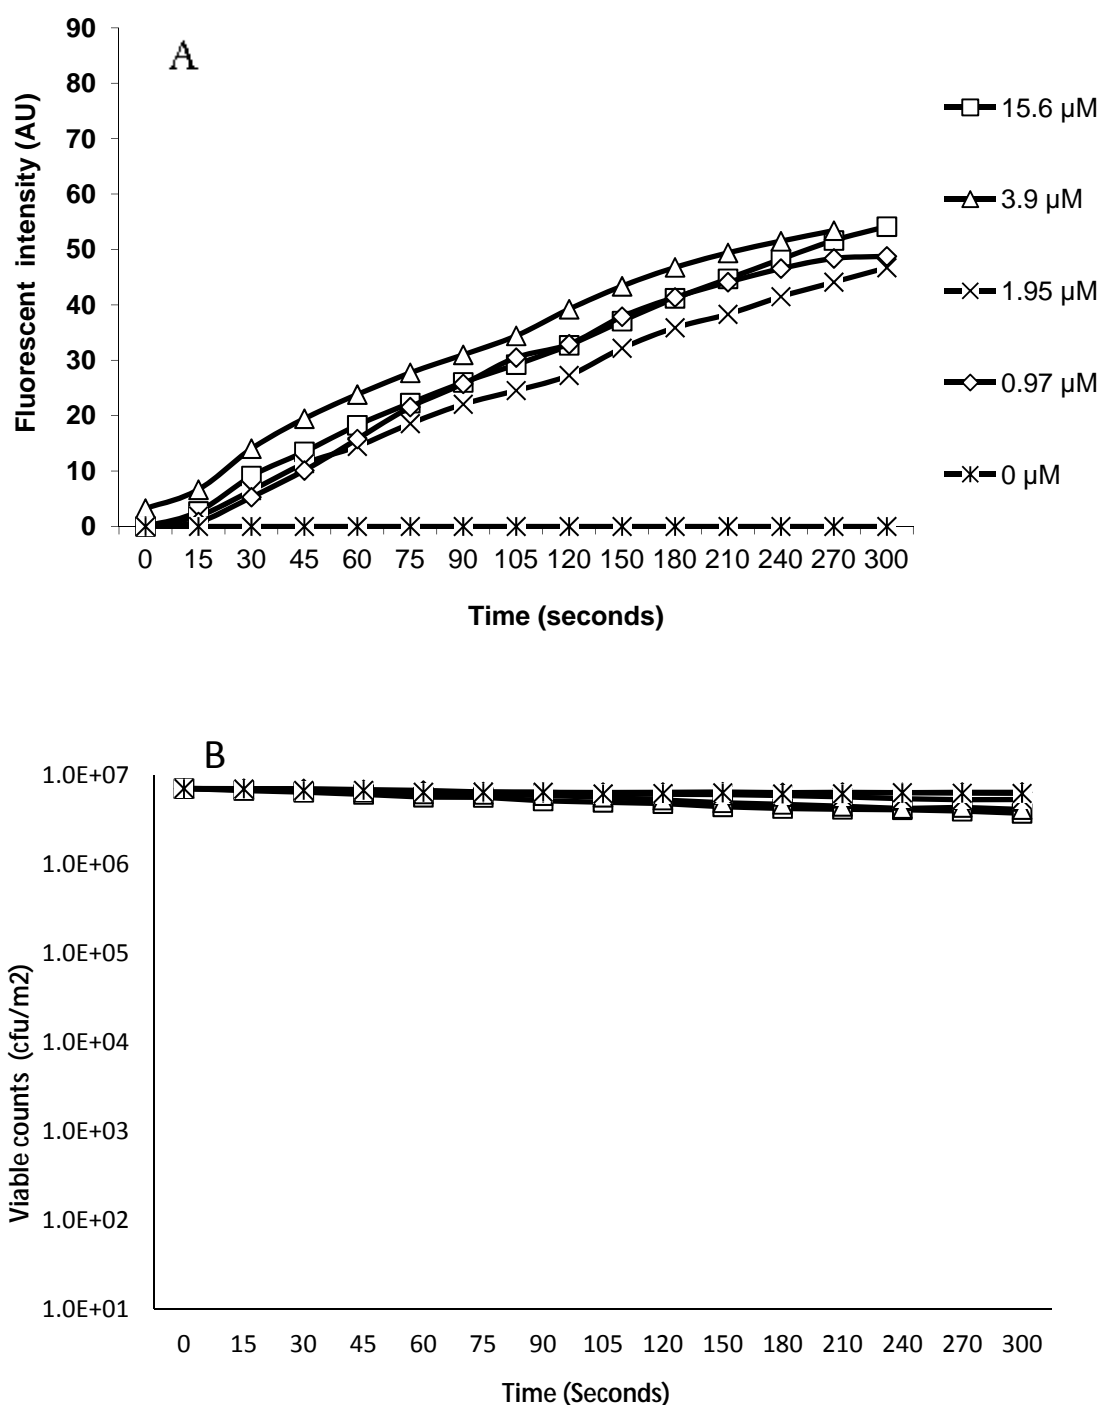 A
Fluorescent intensity (AU)
90
80
70
60
50
40
30
20
10
0
0 15 30 45 60 75 90 105 120 150 180 210 240 270 300
Time (seconds)
15.6 µM
3.9 µM
1.95 µM
0.97 µM
0 µM
B
Viable counts (cfu/m2)
1.0E+07
1.0E+06
1.0E+05
1.0E+04
1.0E+03
1.0E+02
1.0E+01
0 15 30 45 60 75 90 105 120 150 180 210 240 270 300
Time (Seconds)